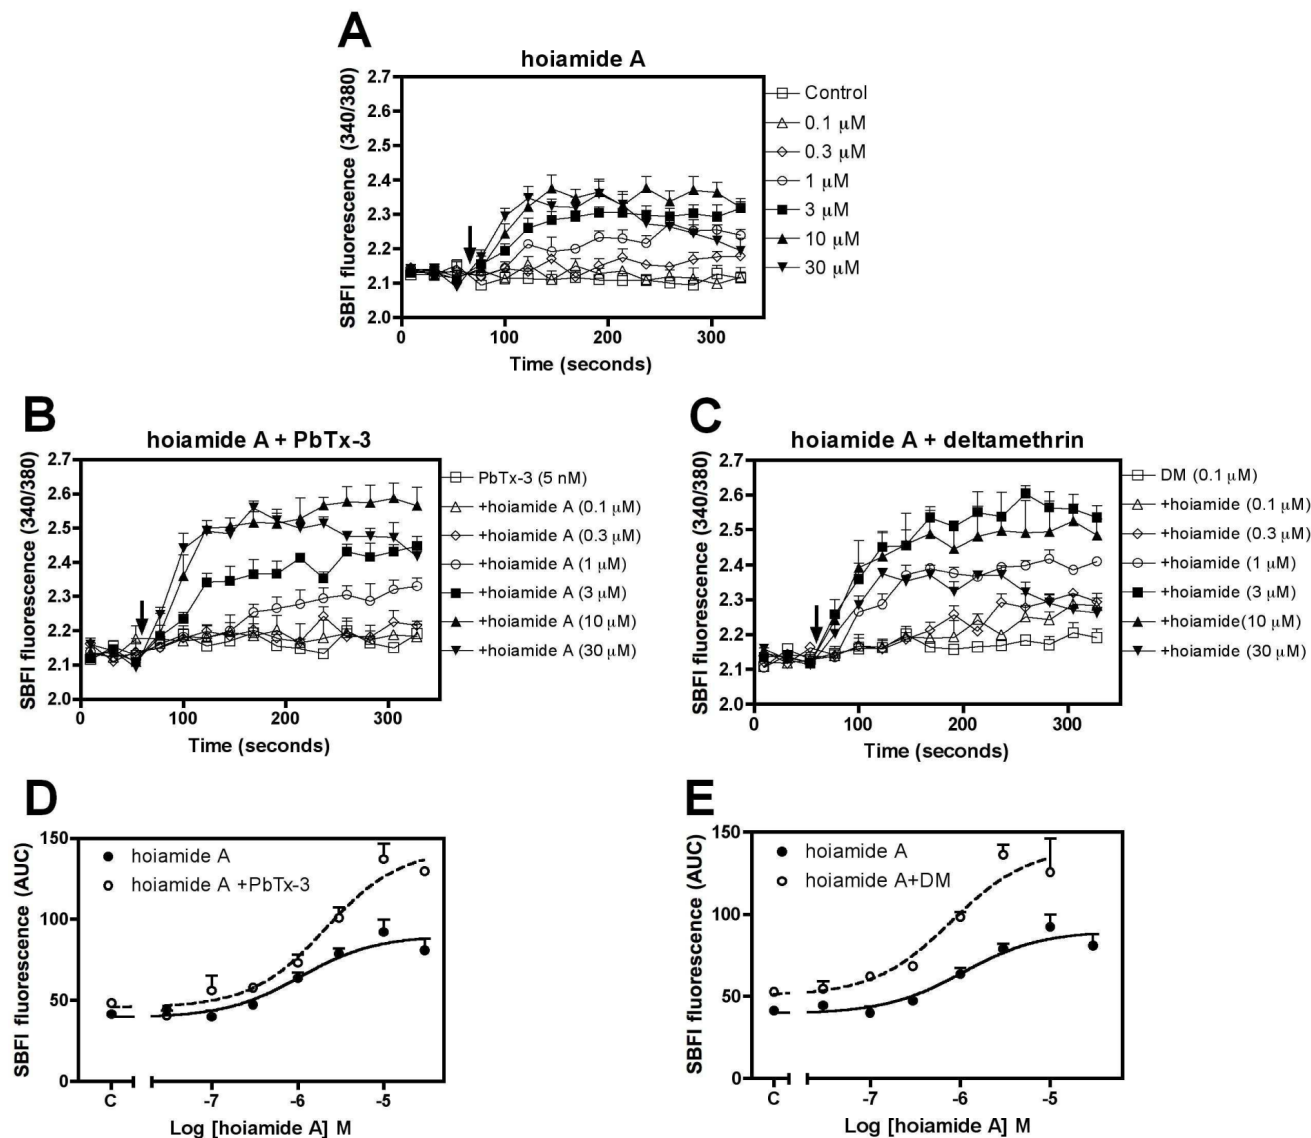 A
hoiamide A
SBFI fluorescence (340/380)
2.7
2.6
2.5
2.4
2.3
2.2
2.1
2.0
0
100
200
300
Time (seconds)
Control
0.1 μM
0.3 μM
1 μM
3 μM
10 μM
30 μM
B
hoiamide A + PbTx-3
SBFI fluorescence (340/380)
2.7
2.6
2.5
2.4
2.3
2.2
2.1
2.0
0
100
200
300
Time (seconds)
PbTx-3 (5 nM)
+hoiamide A (0.1 μM)
+hoiamide A (0.3 μM)
+hoiamide A (1 μM)
+hoiamide A (3 μM)
+hoiamide A (10 μM)
+hoiamide A (30 μM)
C
hoiamide A + deltamethrin
SBFI fluorescence (340/380)
2.7
2.6
2.5
2.4
2.3
2.2
2.1
2.0
0
100
200
300
Time (seconds)
DM (0.1 μM)
+hoiamide (0.1 μM)
+hoiamide (0.3 μM)
+hoiamide (1 μM)
+hoiamide (3 μM)
+hoiamide(10 μM)
+hoiamide (30 μM)
D
SBFI fluorescence (AUC)
150
100
50
0
hoiamide A
hoiamide A +PbTx-3
C
-7
-6
-5
Log [hoiamide A] M
E
SBFI fluorescence (AUC)
150
100
50
0
hoiamide A
hoiamide A+DM
C
-7
-6
-5
Log [hoiamide A] M